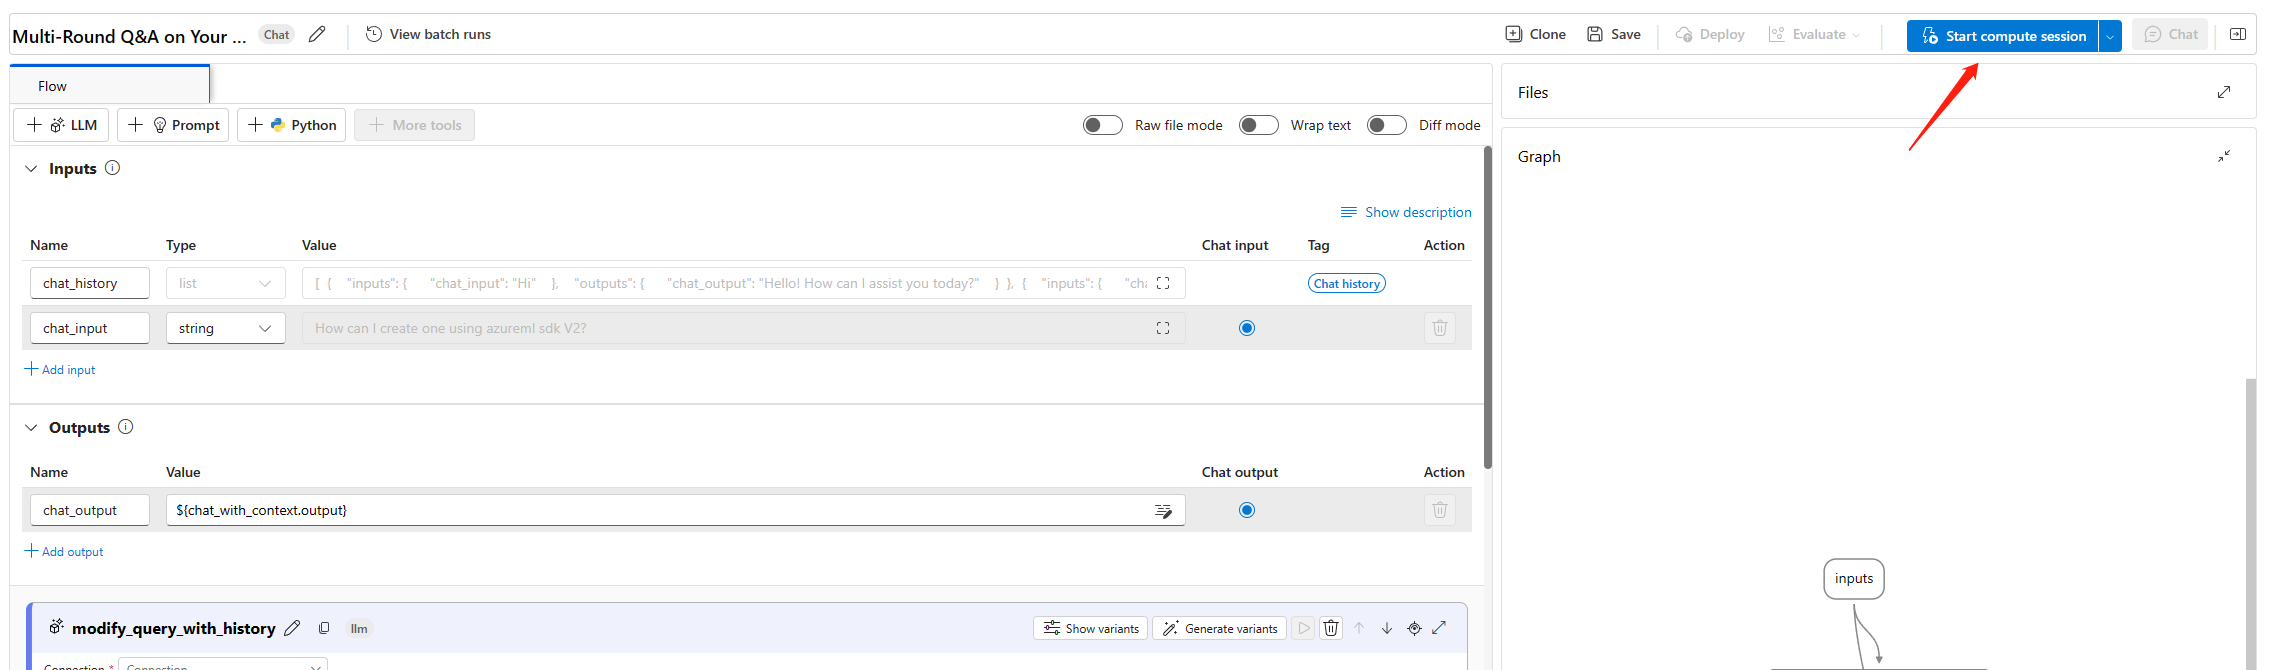 Multi-Round Q&A on Your ... Chat View batch runs Clone Save Deploy Evaluate Start compute session Chat
Flow
LLM Prompt Python More tools Raw file mode Wrap text Diff mode
Inputs
Show description
Name Type Value Chat input Tag Action
chat_history list [ { "inputs": { "chat_input": "Hi" }, "outputs": { "chat_output": "Hello! How can I assist you today?" } }, { "inputs": { "cha Chat history
chat_input string How can I create one using azureml sdk V2?
Add input
Outputs
Name Value Chat output Action
chat_output ${chat_with_context.output}
Add output
modify_query_with_history llm Show variants Generate variants
Connection * Connection
Files
Graph
inputs